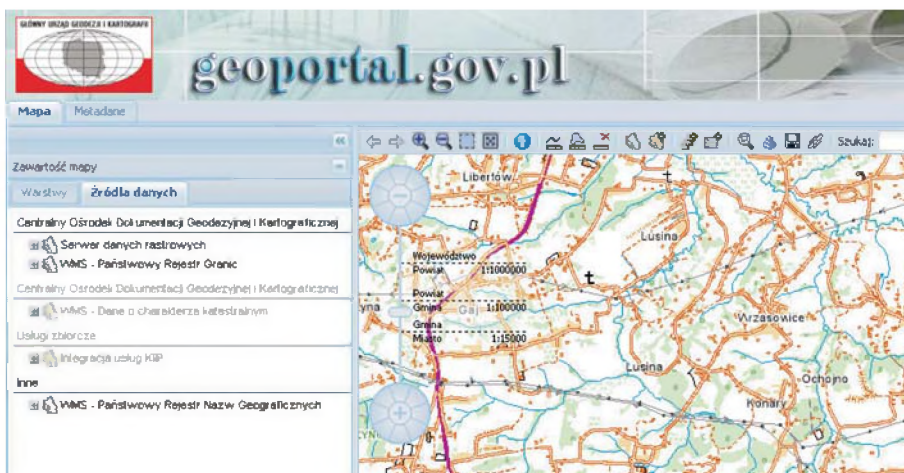 GŁÓWNY URZĄD GEODEZJI I KARTOGRAFII
geoportal.gov.pl
Mapa Metadane
Szukaj:
Zawartość mapy
Warstwy Źródła danych
Centralny Ośrodek Dokumentacji Geodezyjnej i Kartograficznej
Serwer danych rastrowych
WMS - Państwowy Rejestr Granic
Centralny Ośrodek Dokumentacji Geodezyjnej i Kartograficznej
WMS - Dane o charakterze katastralnym
Usługi zbiorcze
Integracja usług KIIP
Inne
WMS - Państwowy Rejestr Nazw Geograficznych
Libertów
Lusina
Województwo
Powiat 1:1000000
Powiat
Gmina Gaj 1:100000
Gmina
Miasto 1:15000
Wrząsowice
Lusina
Ochojno
Konary